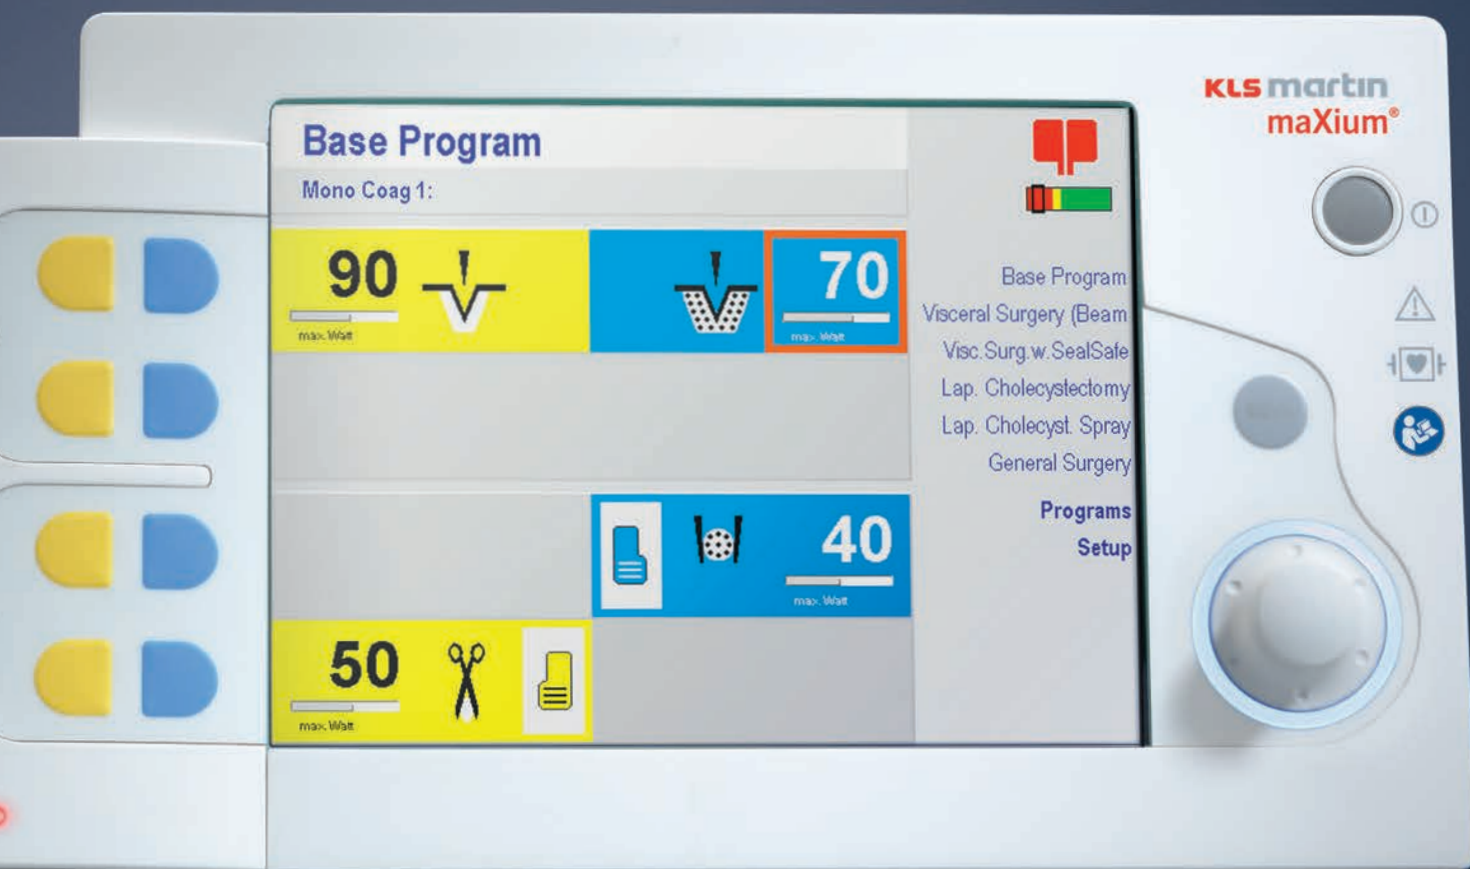 KLS martin
maXium®
Base Program
Mono Coag 1:
90
max. Watt
70
max. Watt
40
max. Watt
50
max. Watt
Base Program
Visceral Surgery (Beam
Visc.Surg.w.SealSafe
Lap. Cholecystectomy
Lap. Cholecyst. Spray
General Surgery
Programs
Setup